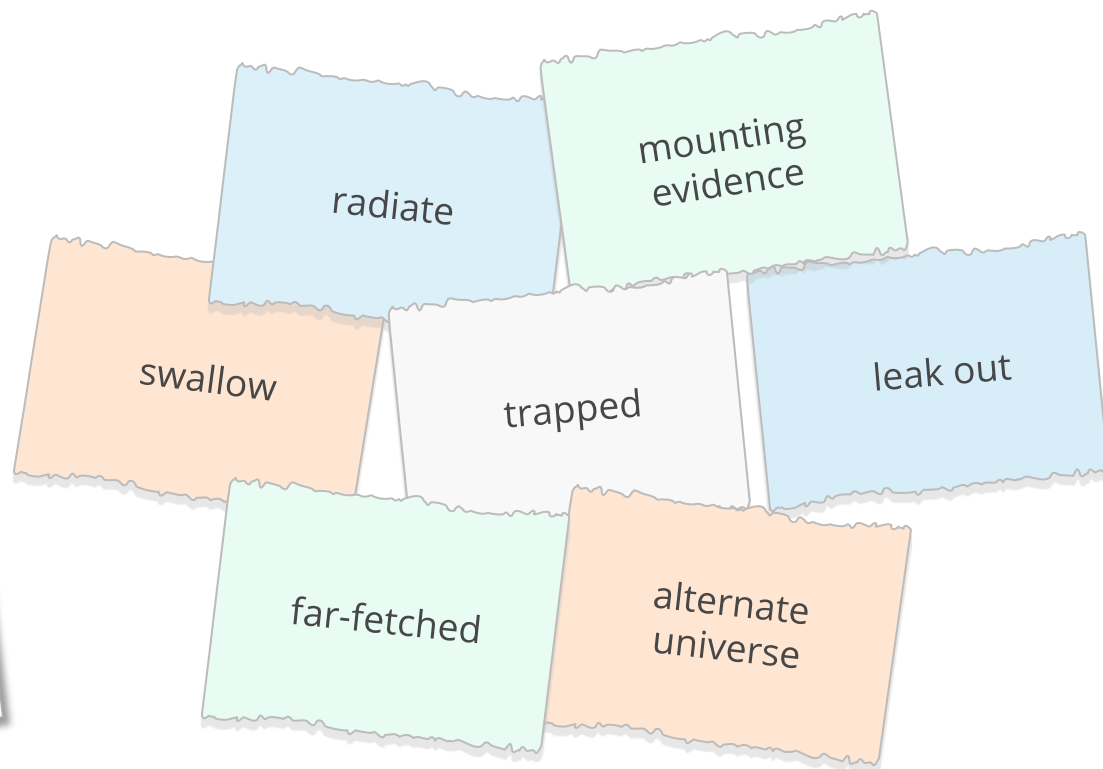 mounting
evidence
radiate
swallow
trapped
leak out
far-fetched
alternate
universe